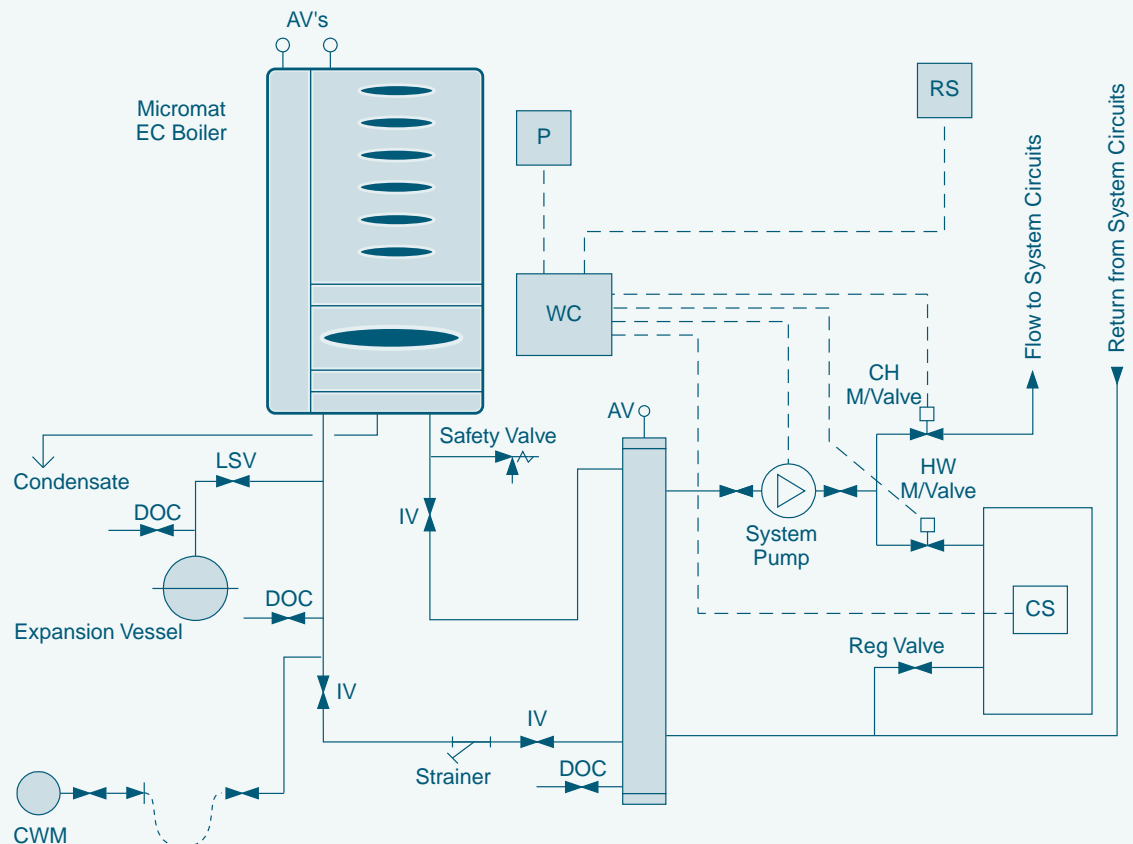 AV's
Micromat
EC Boiler
RS
P
WC
Flow to System Circuits
Return from System Circuits
CH
M/Valve
AV
Safety Valve
LSV
Condensate
HW
M/Valve
DOC
IV
System
Pump
DOC
CS
Expansion Vessel
Reg Valve
IV
IV
DOC
Strainer
CWM